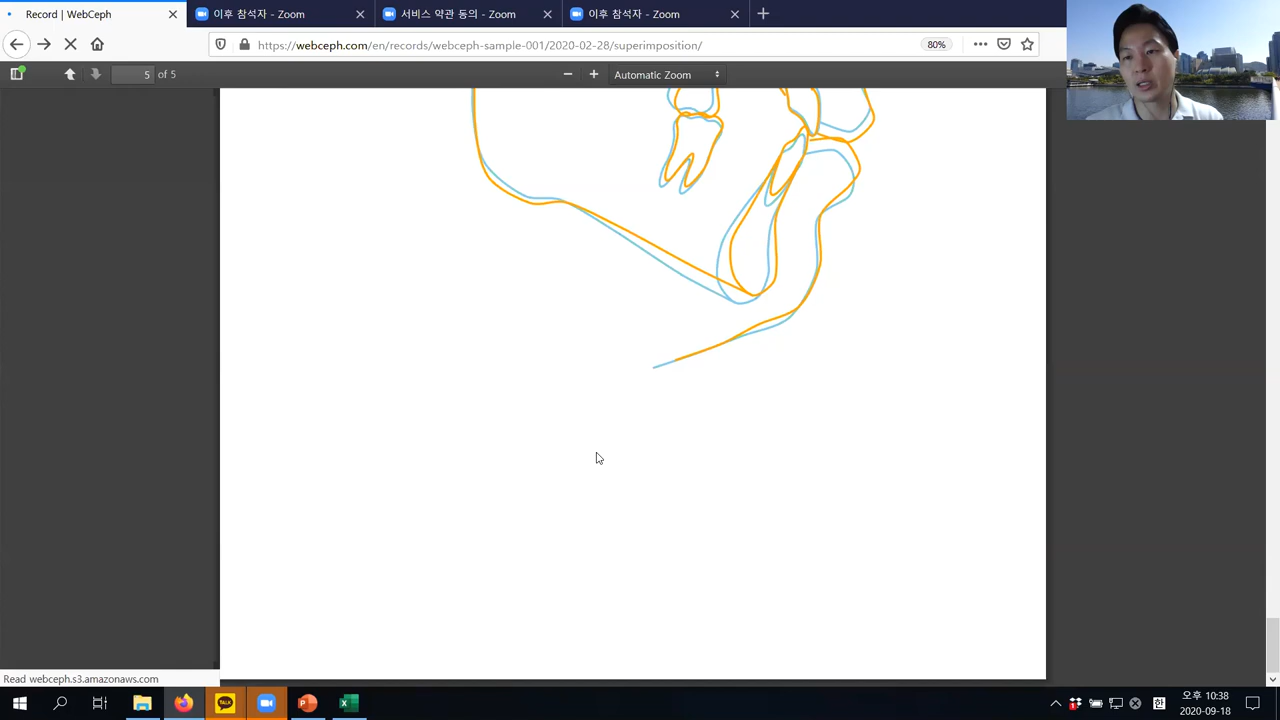 Record | WebCeph
이후 참석자 - Zoom
서비스 약관 동의 - Zoom
이후 참석자 - Zoom
https://webceph.com/en/records/webceph-sample-001/2020-02-28/superimposition/
80%
5 of 5
Automatic Zoom
Read webceph.s3.amazonaws.com
TALK
P
X
한
오후 10:38
2020-09-18